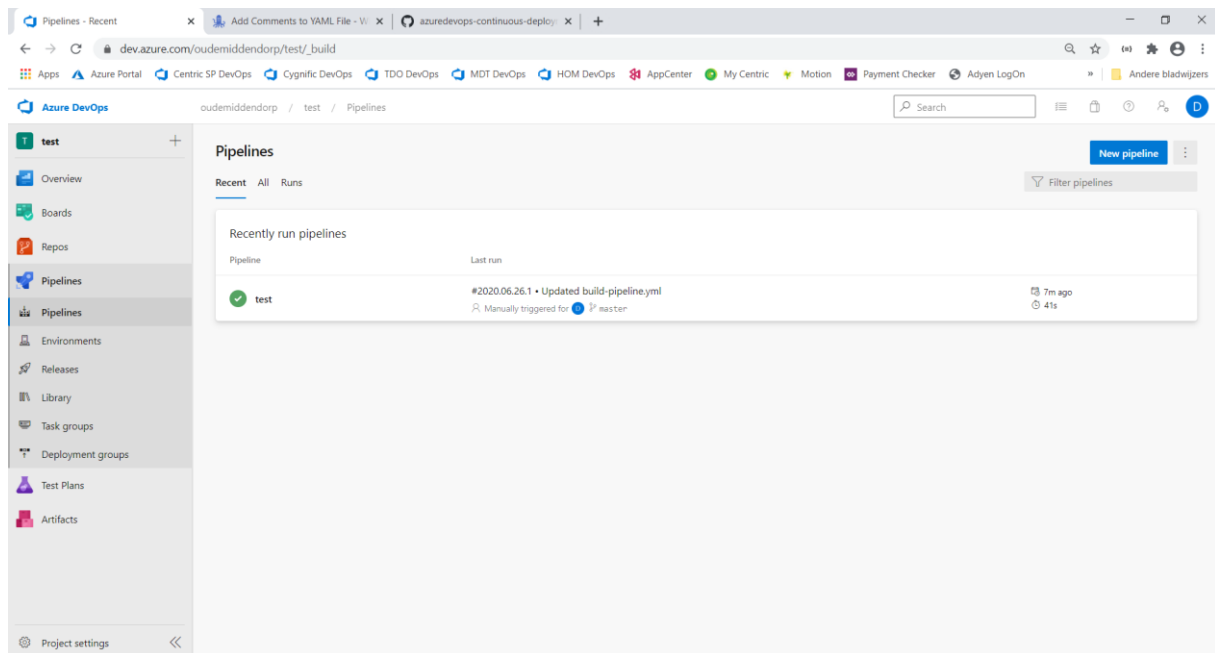 Pipelines - Recent
Add Comments to YAML File - W
azuredevops-continuous-deploy
dev.azure.com/oudemiddendorp/test/_build
Apps Azure Portal Centric SP DevOps Cygnific DevOps TDO DevOps MDT DevOps HOM DevOps AppCenter My Centric Motion Payment Checker Adyen LogOn » Andere bladwijzers
Azure DevOps
oudemiddendorp / test / Pipelines
Search
D
T test
Pipelines
New pipeline
Overview
Recent All Runs
Filter pipelines
Boards
Repos
Recently run pipelines
Pipeline Last run
Pipelines
test
#2020.06.26.1 • Updated build-pipeline.yml
7m ago
Manually triggered for D master
41s
Pipelines
Environments
Releases
Library
Task groups
Deployment groups
Test Plans
Artifacts
Project settings